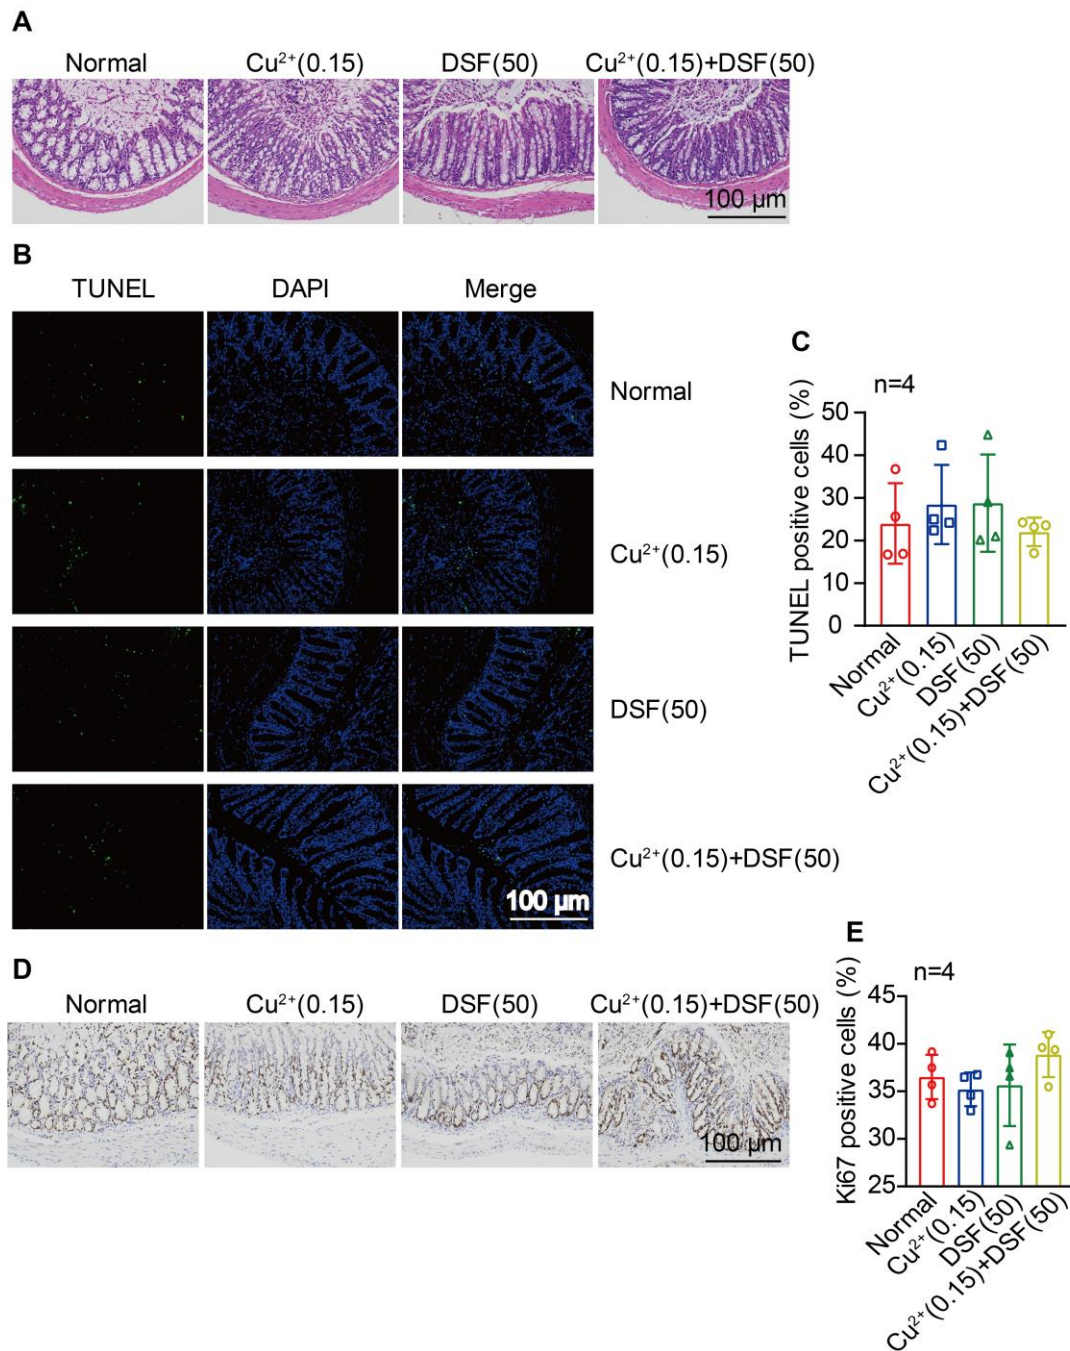 A
Normal
Cu²⁺(0.15)
DSF(50)
Cu²⁺(0.15)+DSF(50)
100 µm
B
TUNEL
DAPI
Merge
Normal
Cu²⁺(0.15)
DSF(50)
Cu²⁺(0.15)+DSF(50)
100 µm
C
n=4
TUNEL positive cells (%)
50
40
30
20
10
0
Normal
Cu²⁺(0.15)
DSF(50)
Cu²⁺(0.15)+DSF(50)
D
Normal
Cu²⁺(0.15)
DSF(50)
Cu²⁺(0.15)+DSF(50)
100 µm
E
n=4
Ki67 positive cells (%)
45
40
35
30
25
Normal
Cu²⁺(0.15)
DSF(50)
Cu²⁺(0.15)+DSF(50)